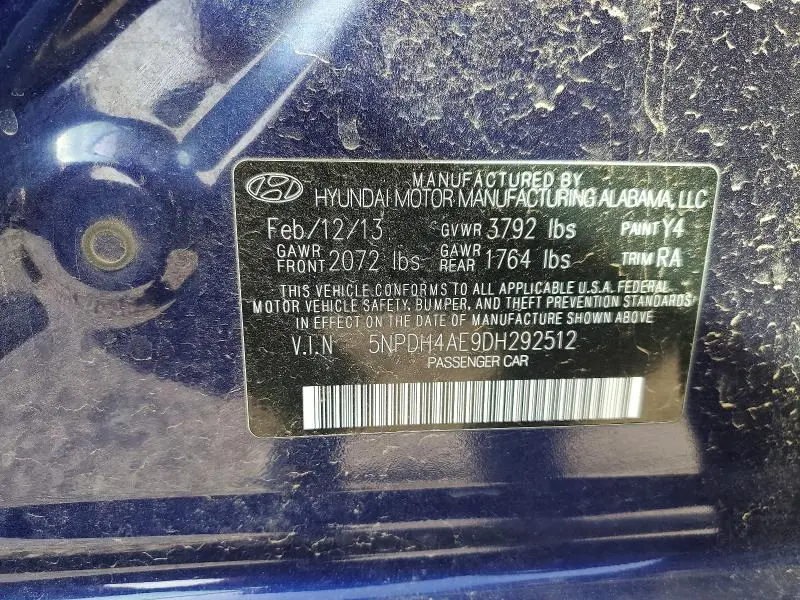 MANUFACTURED BY
HYUNDAI MOTOR MANUFACTURING ALABAMA, LLC
Feb/12/13 GVWR 3792 lbs PAINT Y4
GAWR FRONT 2072 lbs GAWR REAR 1764 lbs TRIM RA
THIS VEHICLE CONFORMS TO ALL APPLICABLE U.S.A. FEDERAL
MOTOR VEHICLE SAFETY, BUMPER, AND THEFT PREVENTION STANDARDS
IN EFFECT ON THE DATE OF MANUFACTURE SHOWN ABOVE
V.I.N 5NPDH4AE9DH292512
PASSENGER CAR